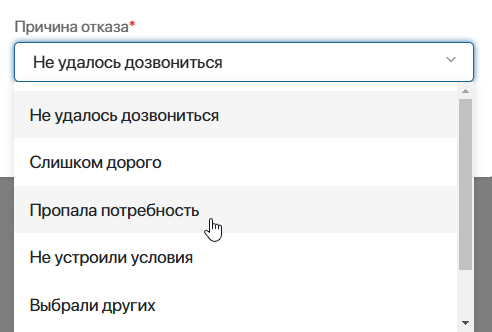 Причина отказа*
Не удалось дозвониться
Не удалось дозвониться
Слишком дорого
Пропала потребность
Не устроили условия
Выбрали других